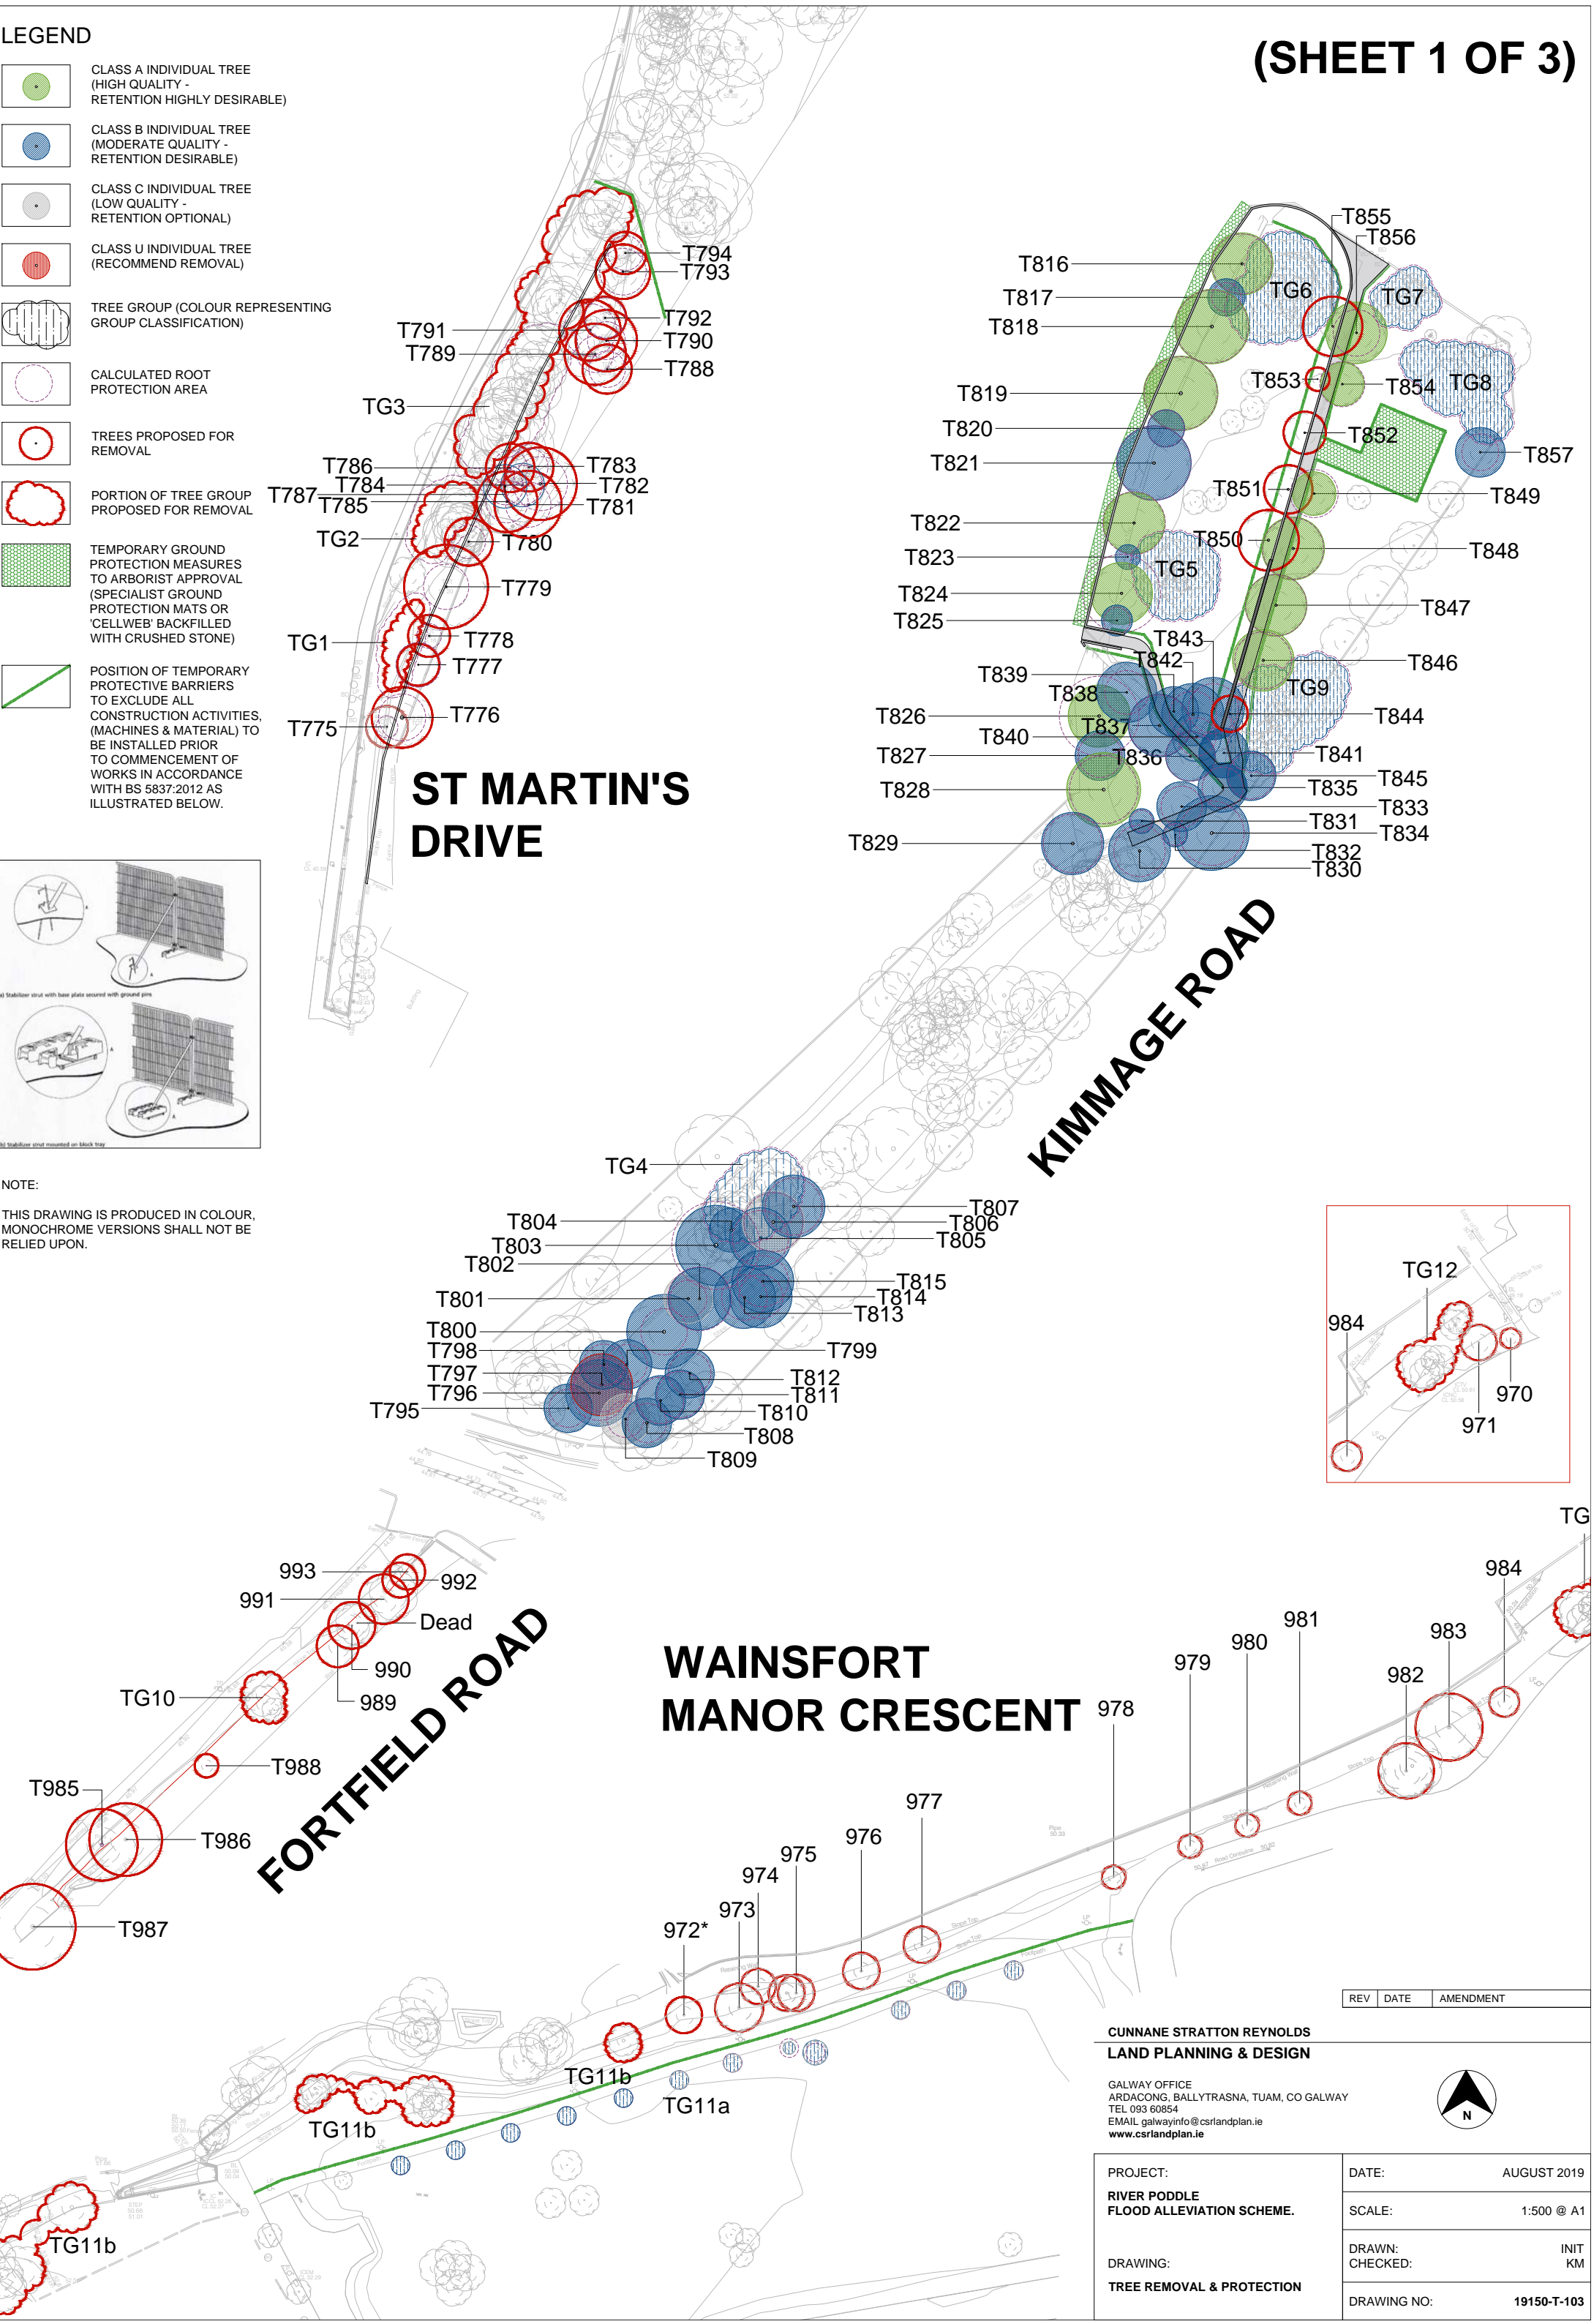 (SHEET 1 OF 3)
LEGEND
CLASS A INDIVIDUAL TREE
(HIGH QUALITY -
RETENTION HIGHLY DESIRABLE)
CLASS B INDIVIDUAL TREE
(MODERATE QUALITY -
RETENTION DESIRABLE)
CLASS C INDIVIDUAL TREE
(LOW QUALITY -
RETENTION OPTIONAL)
CLASS U INDIVIDUAL TREE
(RECOMMEND REMOVAL)
TREE GROUP (COLOUR REPRESENTING
GROUP CLASSIFICATION)
CALCULATED ROOT
PROTECTION AREA
TREES PROPOSED FOR
REMOVAL
PORTION OF TREE GROUP
PROPOSED FOR REMOVAL
TEMPORARY GROUND
PROTECTION MEASURES
TO ARBORIST APPROVAL
(SPECIALIST GROUND
PROTECTION MATS OR
'CELLWEB' BACKFILLED
WITH CRUSHED STONE)
POSITION OF TEMPORARY
PROTECTIVE BARRIERS
TO EXCLUDE ALL
CONSTRUCTION ACTIVITIES,
(MACHINES & MATERIAL) TO
BE INSTALLED PRIOR
TO COMMENCEMENT OF
WORKS IN ACCORDANCE
WITH BS 5837:2012 AS
ILLUSTRATED BELOW.
a) Stabilizer strut with base plate secured with ground pins
b) Stabilizer strut mounted on block tray
NOTE:
THIS DRAWING IS PRODUCED IN COLOUR,
MONOCHROME VERSIONS SHALL NOT BE
RELIED UPON.
T794
T793
T792
T791
T790
T789
T788
TG3
T786
T783
T784
T782
T787
T785
T781
TG2
T780
T779
TG1
T778
T777
T776
T775
ST MARTIN'S
DRIVE
T855
T856
T816
TG6
TG7
T817
T818
T853
T854
TG8
T819
T820
T852
T821
T857
T851
T849
T822
T850
T848
T823
TG5
T824
T847
T825
T843
T842
T846
T839
TG9
T838
T826
T837
T844
T840
T827
T836
T841
T845
T828
T835
T833
T831
T834
T829
T832
T830
KIMMAGE ROAD
TG4
T807
T804
T806
T803
T805
T802
T815
T801
T814
T813
T800
T798
T799
T797
T812
T796
T811
T795
T810
T808
T809
TG12
984
970
971
993
992
991
Dead
990
989
TG10
T988
T985
T986
T987
FORTFIELD ROAD
WAINSFORT
MANOR CRESCENT
TG
984
983
982
981
980
979
978
977
976
975
974
973
972*
TG11b
TG11a
TG11b
TG11b
REV DATE AMENDMENT
CUNNANE STRATTON REYNOLDS
LAND PLANNING & DESIGN
GALWAY OFFICE
ARDACONG, BALLYTRASNA, TUAM, CO GALWAY
TEL 093 60854
EMAIL galwayinfo@csrlandplan.ie
www.csrlandplan.ie
N
PROJECT:
RIVER PODDLE
FLOOD ALLEVIATION SCHEME.
DRAWING:
TREE REMOVAL & PROTECTION
DATE: AUGUST 2019
SCALE: 1:500 @ A1
DRAWN: INIT
CHECKED: KM
DRAWING NO: 19150-T-103